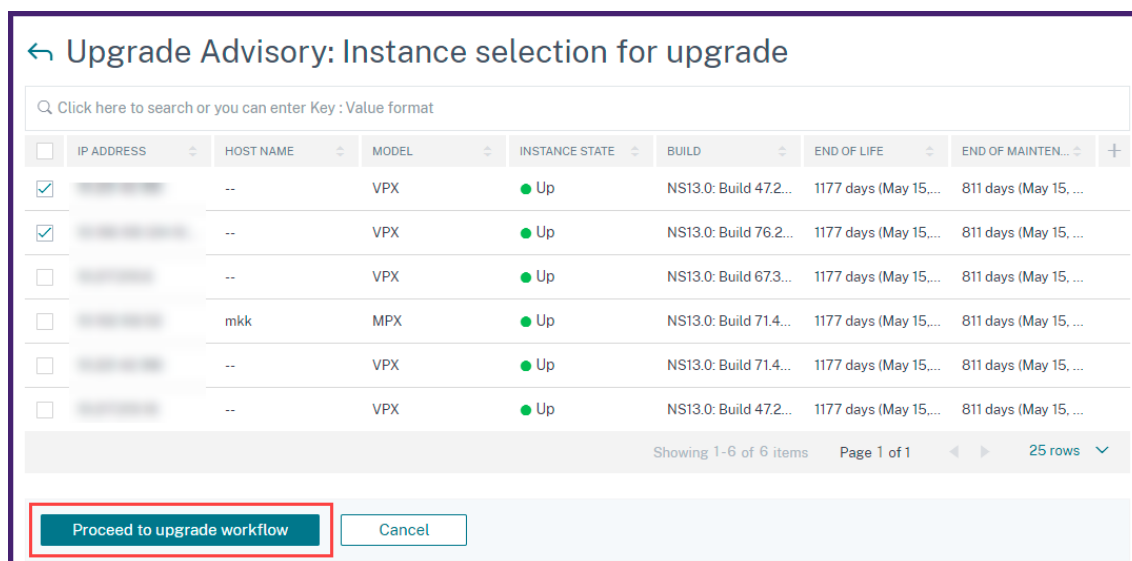 Upgrade Advisory: Instance selection for upgrade
Click here to search or you can enter Key : Value format
IP ADDRESS HOST NAME MODEL INSTANCE STATE BUILD END OF LIFE END OF MAINTEN...
-- VPX Up NS13.0: Build 47.2... 1177 days (May 15,... 811 days (May 15, ...
-- VPX Up NS13.0: Build 76.2... 1177 days (May 15,... 811 days (May 15, ...
-- VPX Up NS13.0: Build 67.3... 1177 days (May 15,... 811 days (May 15, ...
mkk MPX Up NS13.0: Build 71.4... 1177 days (May 15,... 811 days (May 15, ...
-- VPX Up NS13.0: Build 71.4... 1177 days (May 15,... 811 days (May 15, ...
-- VPX Up NS13.0: Build 47.2... 1177 days (May 15,... 811 days (May 15, ...
Showing 1-6 of 6 items Page 1 of 1 25 rows
Proceed to upgrade workflow Cancel